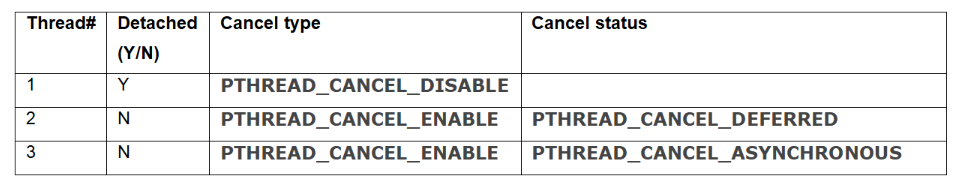 Thread# Detached (Y/N) Cancel type Cancel status
1 Y PTHREAD_CANCEL_DISABLE
2 N PTHREAD_CANCEL_ENABLE PTHREAD_CANCEL_DEFERRED
3 N PTHREAD_CANCEL_ENABLE PTHREAD_CANCEL_ASYNCHRONOUS